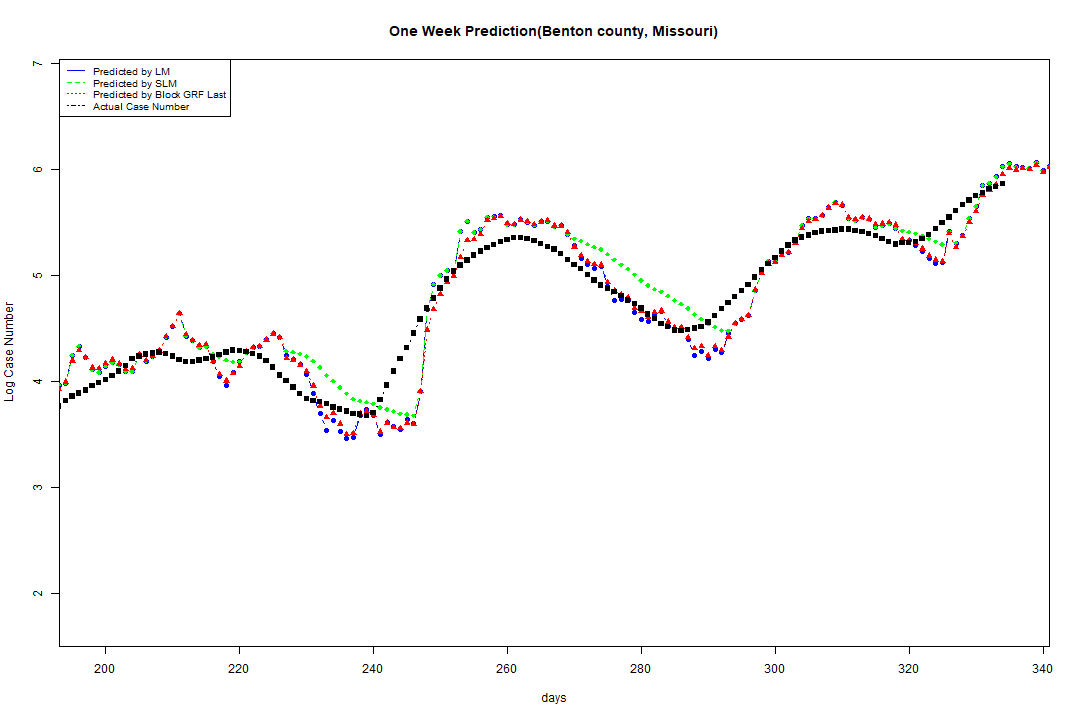 One Week Prediction(Benton county, Missouri)
Predicted by LM
Predicted by SLM
Predicted by Block GRF Last
Actual Case Number
7
6
5
4
3
2
Log Case Number
200 220 240 260 280 300 320 340
days